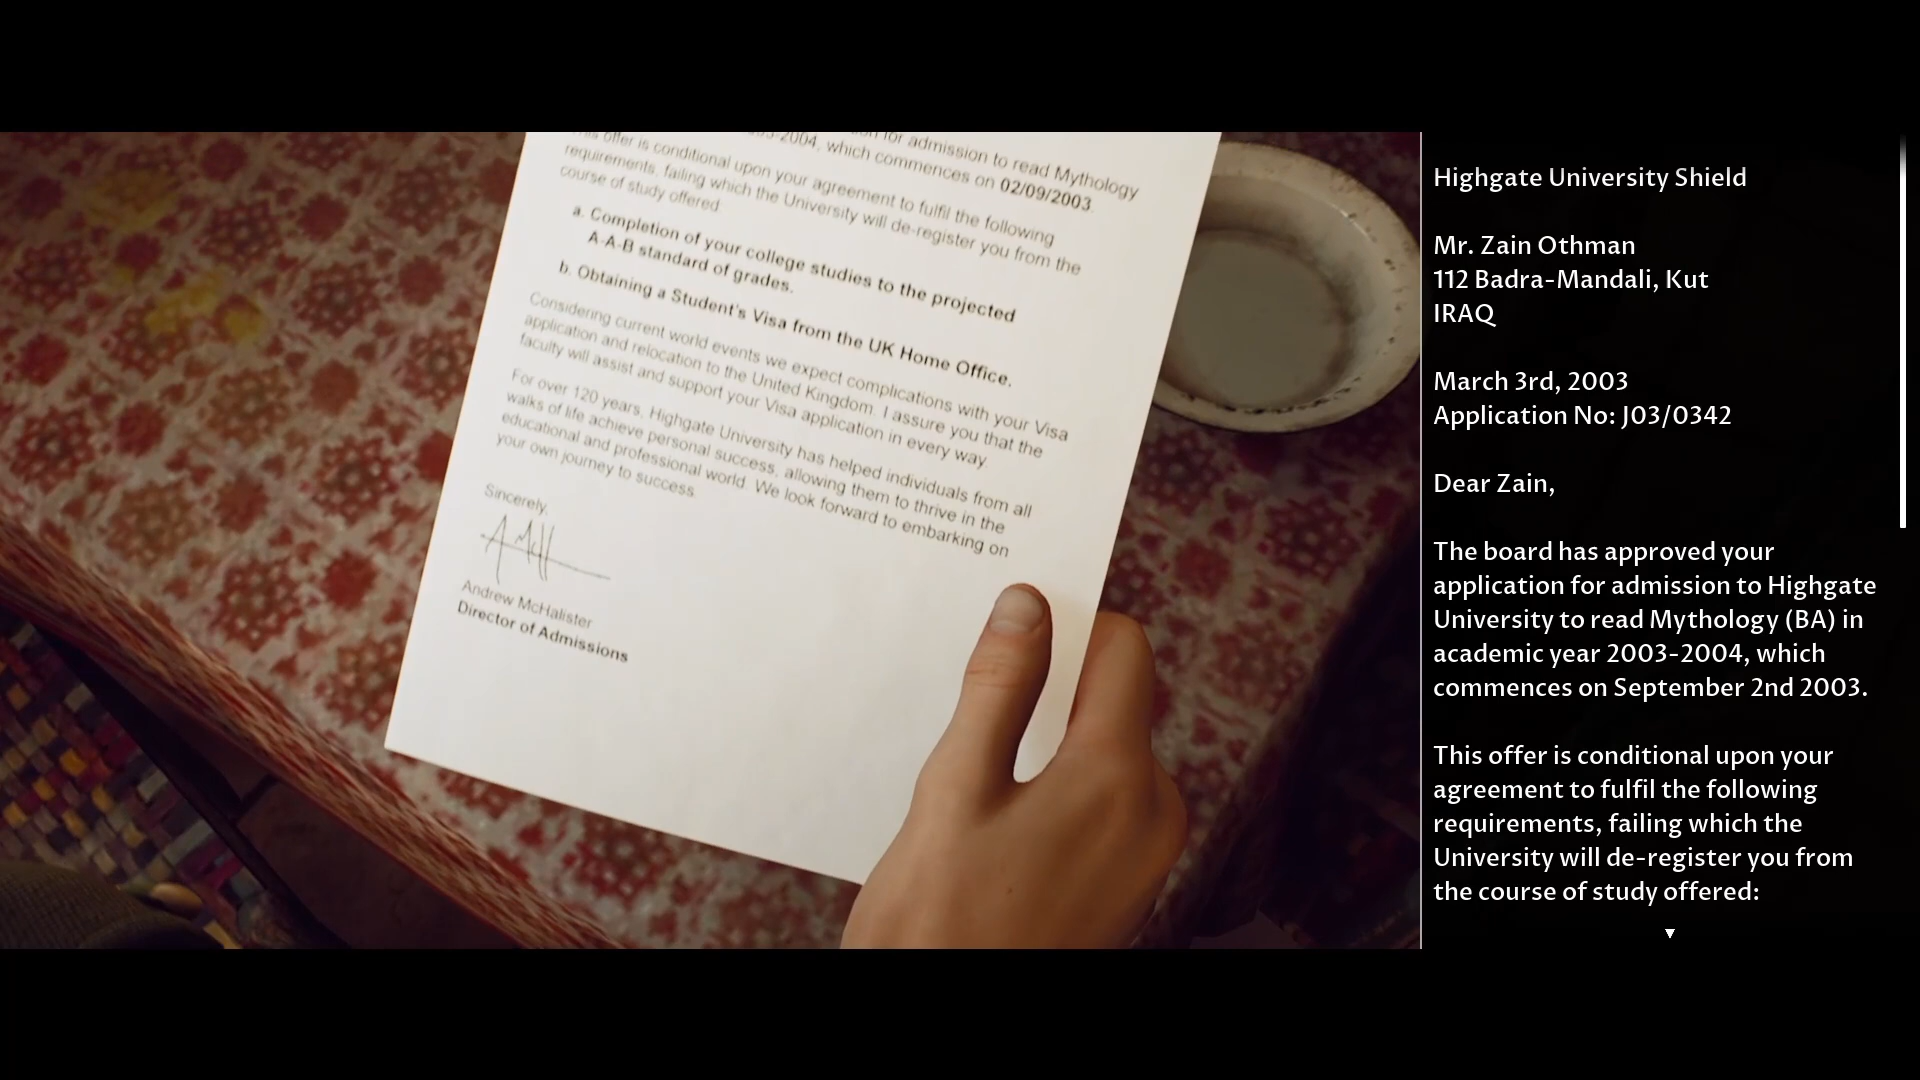 for admission to read Mythology
2003-2004, which commences on 02/09/2003.
This offer is conditional upon your agreement to fulfil the following
requirements, failing which the University will de-register you from the
course of study offered.
a. Completion of your college studies to the projected
A-A-B standard of grades.
b. Obtaining a Student's Visa from the UK Home Office.
Considering current world events we expect complications with your Visa
application and relocation to the United Kingdom. I assure you that the
faculty will assist and support your Visa application in every way.
For over 120 years, Highgate University has helped individuals from all
walks of life achieve personal success, allowing them to thrive in the
educational and professional world. We look forward to embarking on
your own journey to success.
Sincerely,
Andrew McHalister
Director of Admissions
Highgate University Shield
Mr. Zain Othman
112 Badra-Mandali, Kut
IRAQ
March 3rd, 2003
Application No: J03/0342
Dear Zain,
The board has approved your
application for admission to Highgate
University to read Mythology (BA) in
academic year 2003-2004, which
commences on September 2nd 2003.
This offer is conditional upon your
agreement to fulfil the following
requirements, failing which the
University will de-register you from
the course of study offered: